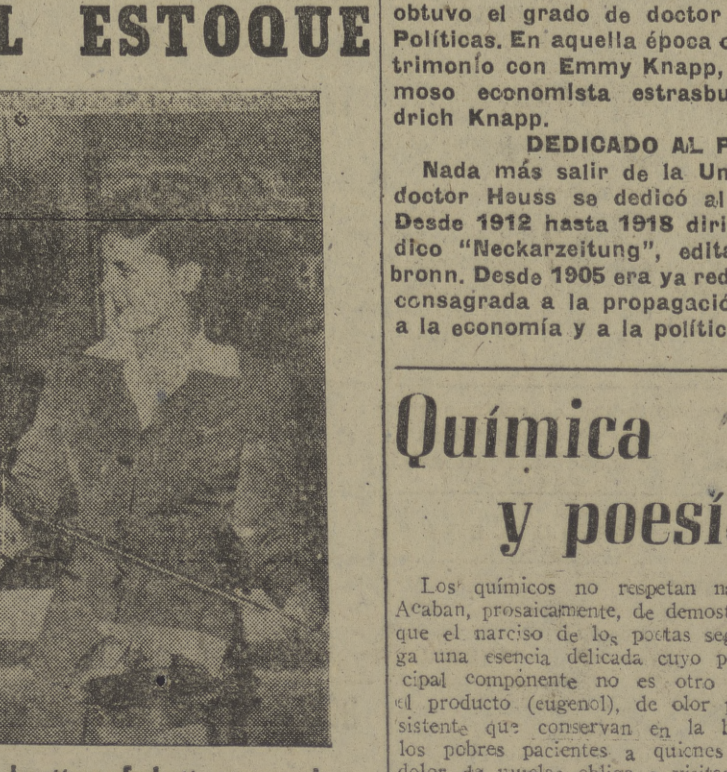 L ESTOQUE
obtuvo el grado de doctor
Políticas. En aquella época
trimonio con Emmy Knapp,
moso economista estrasbu
drich Knapp.
DEDICADO AL P
Nada más salir de la Un
doctor Heuss se dedicó al
Desde 1912 hasta 1918 diri
dico "Neckarzeitung", edita
bronn. Desde 1905 era ya red
consagrada a la propagació
a la economía y a la polític
Química
y poesí
Los químicos no respetan n
Acaban, prosaicamente, de demost
que el narciso de los poetas seg
ga una esencia delicada cuyo p
cipal componente no es otro
el producto (eugenol), de olor
sistente que conservan en la
los pobres pacientes a quienes